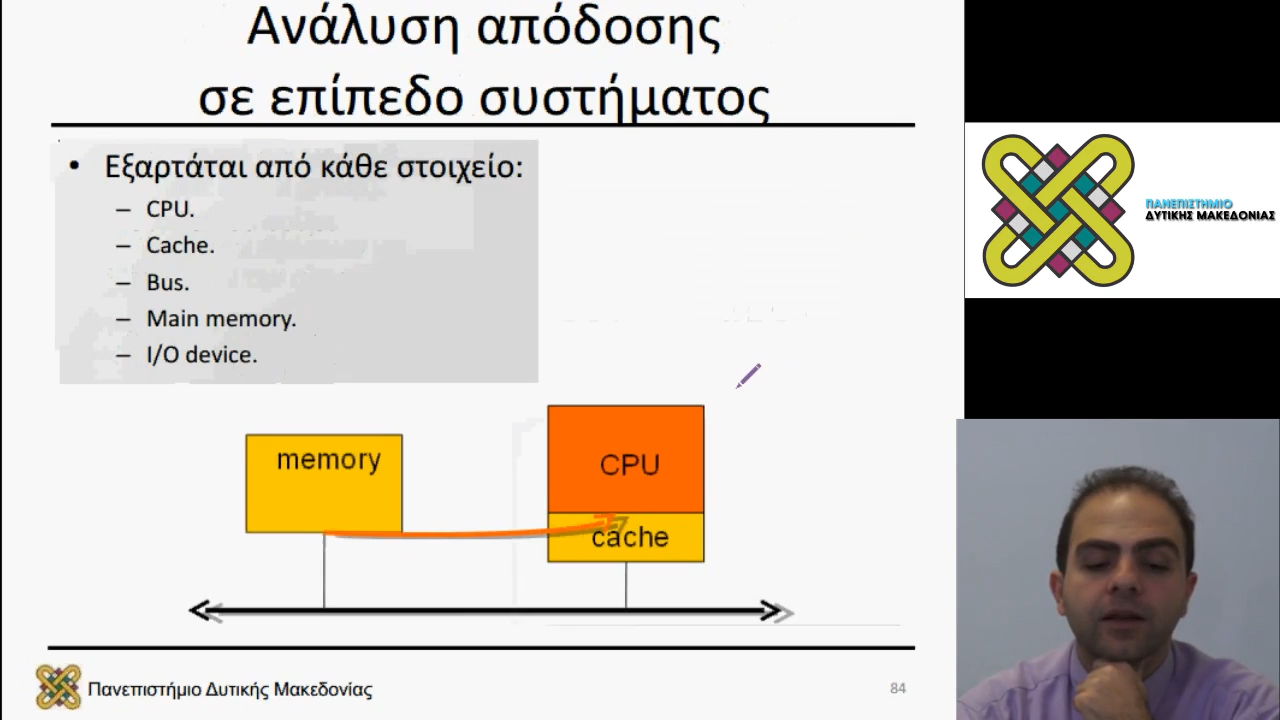 Ανάλυση απόδοσης
σε επίπεδο συστήματος
• Εξαρτάται από κάθε στοιχείο:
– CPU.
– Cache.
– Bus.
– Main memory.
– I/O device.
memory
CPU
cache
Πανεπιστήμιο Δυτικής Μακεδονίας
84
ΠΑΝΕΠΙΣΤΗΜΙΟ
ΔΥΤΙΚΗΣ ΜΑΚΕΔΟΝΙΑΣ